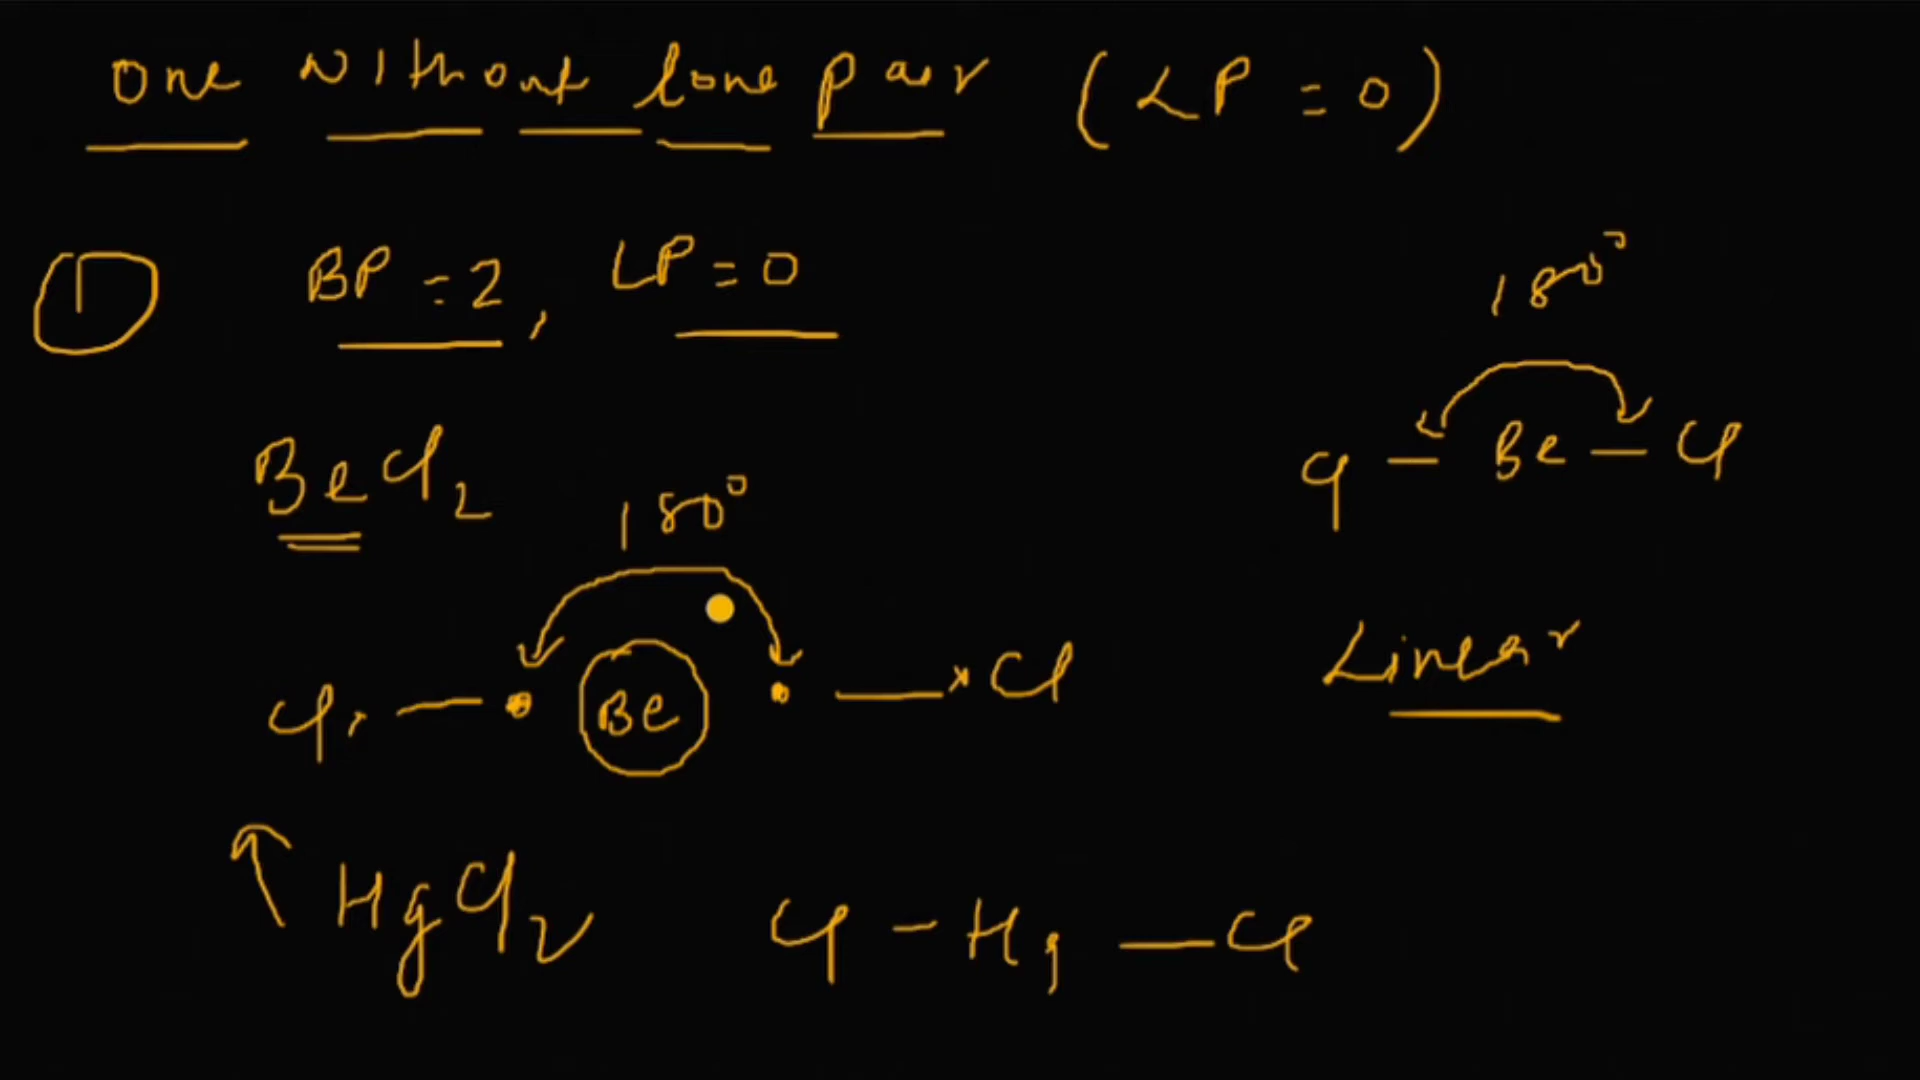 One without lone pair (LP = 0)
1 BP = 2, LP = 0
180°
Cl - Be - Cl
BeCl2
180°
Cl — Be — Cl
Linear
HgCl2 Cl - Hg - Cl